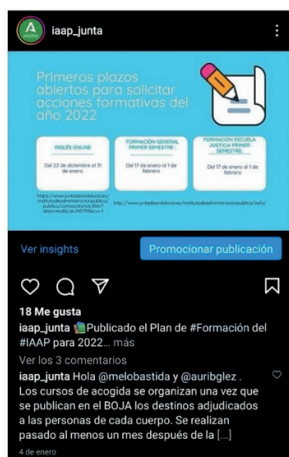 iaap_junta
Primeros plazos
abiertos para solicitar
acciones formativas del
año 2022
INGLÉS ONLINE
Del 22 de diciembre al 31
de enero.
FORMACIÓN GENERAL
PRIMER SEMESTRE
Del 17 de enero al 1 de
febrero
FORMACIÓN ESCUELA
JUSTICIA PRIMER
SEMESTRE
Del 17 de enero al 1 de
febrero
Ver insights
Promocionar publicación
18 Me gusta
iaap_junta Publicado el Plan de #Formación del
#IAAP para 2022... más
Ver los 3 comentarios
iaap_junta Hola @melobastida y @auribglez .
Los cursos de acogida se organizan una vez que
se publican en el BOJA los destinos adjudicados
a las personas de cada cuerpo. Se realizan
pasado al menos un mes después de la [...]
4 de enero